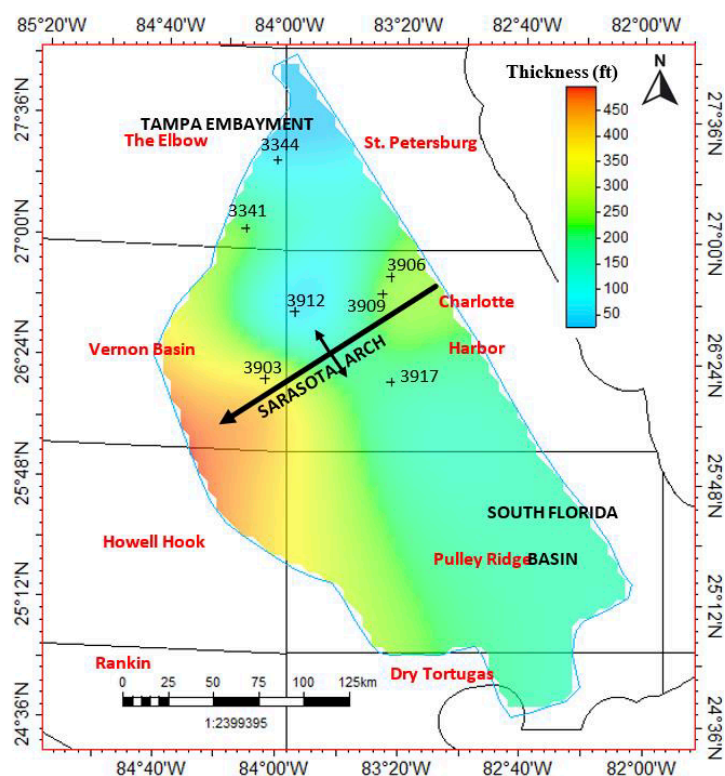 85°20'W 84°40'W 84°00'W 83°20'W 82°40'W 82°00'W
N
Thickness (ft)
450
400
350
300
250
200
150
100
50
27°36'N
27°36'N
TAMPA EMBAYMENT
The Elbow
St. Petersburg
3344
3341
27°00'N
27°00'N
3906
3912
3909
Charlotte
Vernon Basin
Harbor
26°24'N
26°24'N
SARASOTA ARCH
3903
3917
25°48'N
25°48'N
SOUTH FLORIDA
Howell Hook
Pulley Ridge BASIN
25°12'N
25°12'N
Rankin
Dry Tortugas
0 25 50 75 100 125km
1:2399395
24°36'N
24°38'N
84°40'W 84°00'W 83°20'W 82°40'W 82°00'W